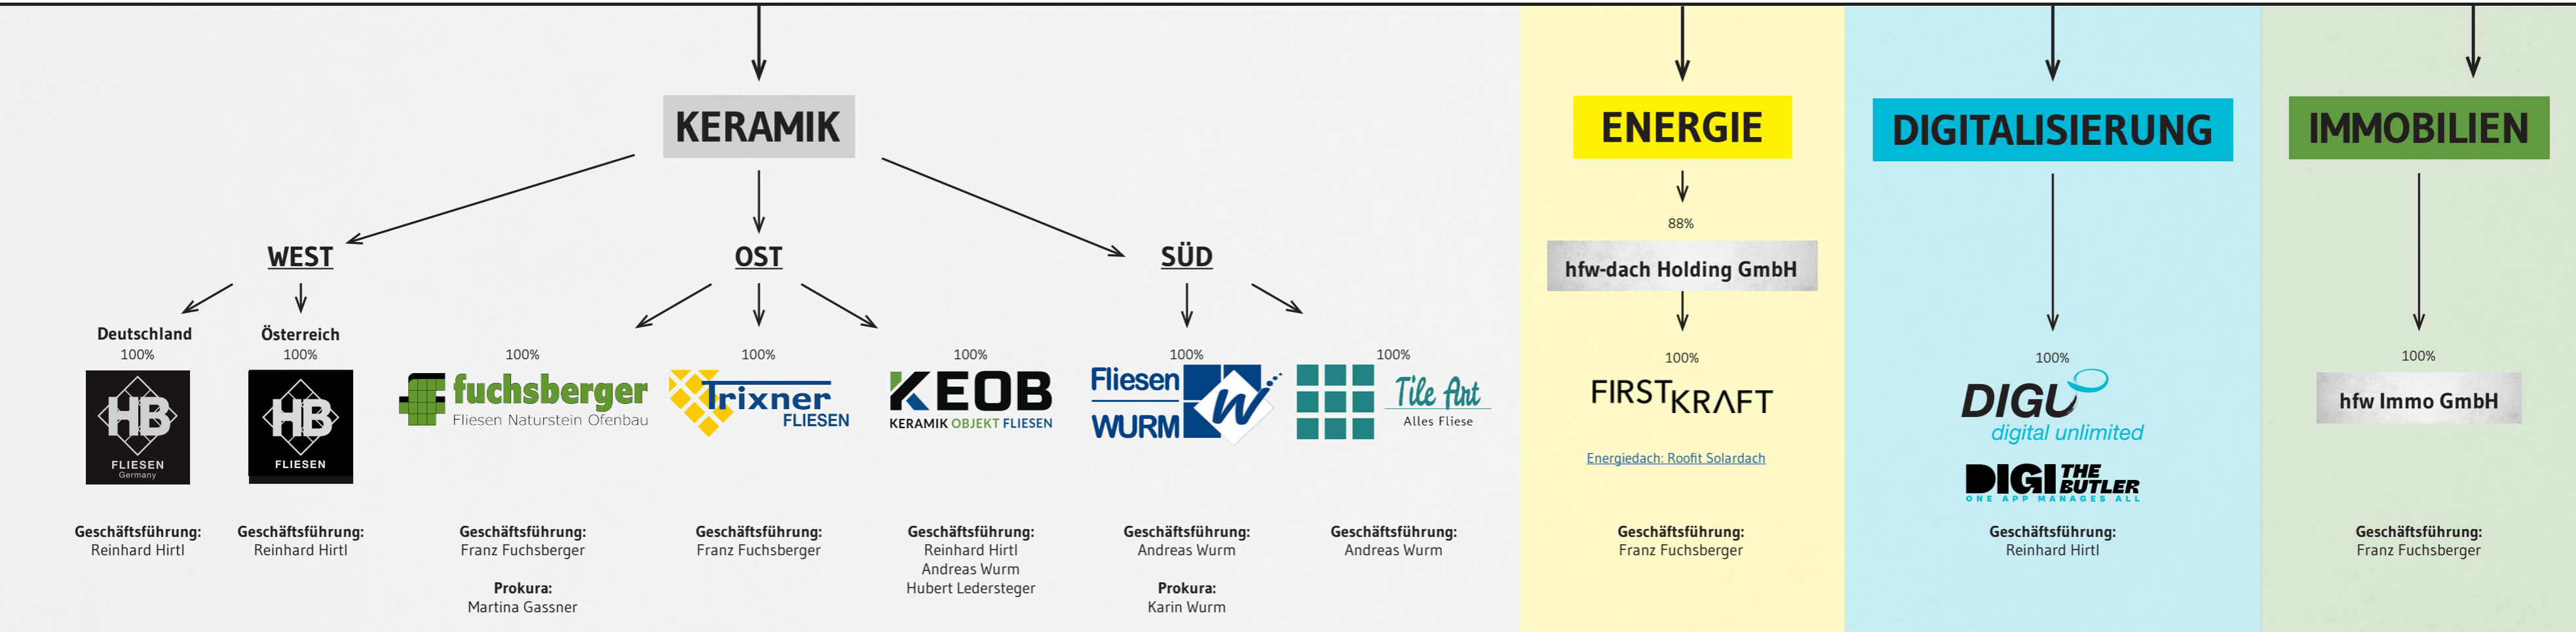 KERAMIK
WEST
OST
SÜD
Deutschland
100%
HB
FLIESEN
Germany
Geschäftsführung:
Reinhard Hirtl
Österreich
100%
HB
FLIESEN
Geschäftsführung:
Reinhard Hirtl
100%
fuchsberger
Fliesen Naturstein Ofenbau
Geschäftsführung:
Franz Fuchsberger
Prokura:
Martina Gassner
100%
Trixner
FLIESEN
Geschäftsführung:
Franz Fuchsberger
100%
KEOB
KERAMIK OBJEKT FLIESEN
Geschäftsführung:
Reinhard Hirtl
Andreas Wurm
Hubert Ledersteger
100%
Fliesen
WURM
W
Geschäftsführung:
Andreas Wurm
Prokura:
Karin Wurm
100%
Tile Art
Alles Fliese
Geschäftsführung:
Andreas Wurm
ENERGIE
88%
hfw-dach Holding GmbH
100%
FIRSTKRAFT
Energiedach: Roofit Solardach
Geschäftsführung:
Franz Fuchsberger
DIGITALISIERUNG
100%
DIGU
digital unlimited
DIGI THE
BUTLER
ONE APP MANAGES ALL
Geschäftsführung:
Reinhard Hirtl
IMMOBILIEN
100%
hfw Immo GmbH
Geschäftsführung:
Franz Fuchsberger